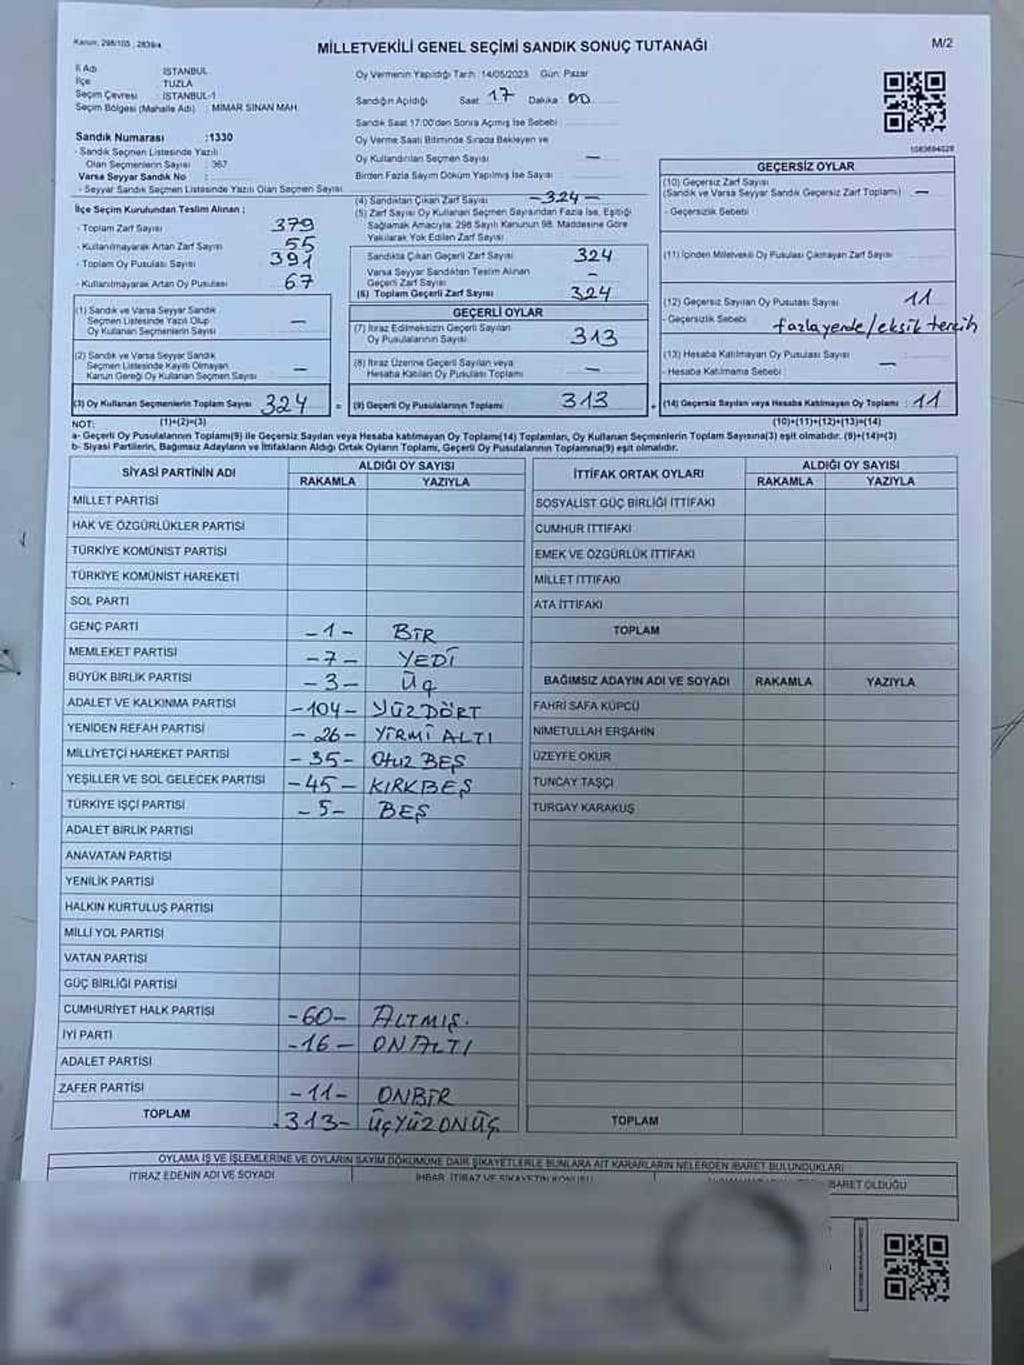 Kanun: 298/105 , 2839/4
MİLLETVEKİLİ GENEL SEÇİMİ SANDIK SONUÇ TUTANAĞI
M/2
İl Adı : İSTANBUL
İlçe : TUZLA
Seçim Çevresi : İSTANBUL-1
Seçim Bölgesi (Mahalle Adı) : MİMAR SİNAN MAH.
Sandık Numarası :1330
- Sandık Seçmen Listesinde Yazılı
Olan Seçmenlerin Sayısı : 367
Varsa Seyyar Sandık No :
- Seyyar Sandık Seçmen Listesinde Yazılı Olan Seçmen Sayısı
İlçe Seçim Kurulundan Teslim Alınan ;
- Toplam Zarf Sayısı 379
- Kullanılmayarak Artan Zarf Sayısı 55
- Toplam Oy Pusulası Sayısı 391
- Kullanılmayarak Artan Oy Pusulası 67
(1) Sandık ve Varsa Seyyar Sandık
Seçmen Listesinde Yazılı Olup
Oy Kullanan Seçmenlerin Sayısı —
(2) Sandık ve Varsa Seyyar Sandık
Seçmen Listesinde Kayıtlı Olmayan
Kanun Gereği Oy Kullanan Seçmen Sayısı —
(3) Oy Kullanan Seçmenlerin Toplam Sayısı 324
Oy Vermenin Yapıldığı Tarih :14/05/2023 Gün: Pazar
Sandığın Açıldığı Saat: 17 Dakika: 00
Sandık Saat 17:00'den Sonra Açılmış İse Sebebi :
Oy Verme Saati Bitiminde Sırada Bekleyen ve
Oy Kullandırılan Seçmen Sayısı —
Birden Fazla Sayım Döküm Yapılmış İse Sayısı :
(4) Sandıktan Çıkan Zarf Sayısı -324-
(5) Zarf Sayısı Oy Kullanan Seçmen Sayısından Fazla İse, Eşitliği
Sağlamak Amacıyla, 298 Sayılı Kanunun 98. Maddesine Göre
Yakılarak Yok Edilen Zarf Sayısı
Sandıkta Çıkan Geçerli Zarf Sayısı 324
Varsa Seyyar Sandıktan Teslim Alınan
Geçerli Zarf Sayısı —
(6) Toplam Geçerli Zarf Sayısı 324
GEÇERLİ OYLAR
(7) İtiraz Edilmeksizin Geçerli Sayılan
Oy Pusulalarının Sayısı 313
(8) İtiraz Üzerine Geçerli Sayılan veya
Hesaba Katılan Oy Pusulası Toplamı —
= (9) Geçerli Oy Pusulalarının Toplamı 313
1083694028
GEÇERSİZ OYLAR
(10) Geçersiz Zarf Sayısı
(Sandık ve Varsa Seyyar Sandık Geçersiz Zarf Toplamı) —
- Geçersizlik Sebebi :
(11) İçinden Milletvekili Oy Pusulası Çıkmayan Zarf Sayısı
(12) Geçersiz Sayılan Oy Pusulası Sayısı 11
- Geçersizlik Sebebi : fazla yerde/eksik tercih
(13) Hesaba Katılmayan Oy Pusulası Sayısı :
- Hesaba Katılmama Sebebi : —
+ (14) Geçersiz Sayılan veya Hesaba Katılmayan Oy Toplamı : 11
NOT: (1)+(2)=(3) (10)+(11)+(12)+(13)=(14)
a- Geçerli Oy Pusulalarının Toplamı(9) ile Geçersiz Sayılan veya Hesaba katılmayan Oy Toplamı(14) Toplamları, Oy Kullanan Seçmenlerin Toplam Sayısına(3) eşit olmalıdır. (9)+(14)=(3)
b- Siyasi Partilerin, Bağımsız Adayların ve İttifakların Aldığı Ortak Oyların Toplamı, Geçerli Oy Pusulalarının Toplamına(9) eşit olmalıdır.
SİYASİ PARTİNİN ADI ALDIĞI OY SAYISI
RAKAMLA YAZIYLA
MİLLET PARTİSİ
HAK VE ÖZGÜRLÜKLER PARTİSİ
TÜRKİYE KOMÜNİST PARTİSİ
TÜRKİYE KOMÜNİST HAREKETİ
SOL PARTİ
GENÇ PARTİ -1- BİR
MEMLEKET PARTİSİ -7- YEDİ
BÜYÜK BİRLİK PARTİSİ -3- Üç
ADALET VE KALKINMA PARTİSİ -104- YÜZDÖRT
YENİDEN REFAH PARTİSİ -26- YİRMİ ALTI
MİLLİYETÇİ HAREKET PARTİSİ -35- Otuz BEŞ
YEŞİLLER VE SOL GELECEK PARTİSİ -45- KIRKBEŞ
TÜRKİYE İŞÇİ PARTİSİ -5- BEŞ
ADALET BİRLİK PARTİSİ
ANAVATAN PARTİSİ
YENİLİK PARTİSİ
HALKIN KURTULUŞ PARTİSİ
MİLLİ YOL PARTİSİ
VATAN PARTİSİ
GÜÇ BİRLİĞİ PARTİSİ
CUMHURİYET HALK PARTİSİ -60- ALTMIŞ.
İYİ PARTİ -16- ONALTI
ADALET PARTİSİ
ZAFER PARTİSİ -11- ONBİR
TOPLAM -313- ÜÇYÜZONÜÇ
İTTİFAK ORTAK OYLARI ALDIĞI OY SAYISI
RAKAMLA YAZIYLA
SOSYALİST GÜÇ BİRLİĞİ İTTİFAKI
CUMHUR İTTİFAKI
EMEK VE ÖZGÜRLÜK İTTİFAKI
MİLLET İTTİFAKI
ATA İTTİFAKI
TOPLAM
BAĞIMSIZ ADAYIN ADI VE SOYADI RAKAMLA YAZIYLA
FAHRİ SAFA KÜPCÜ
NİMETULLAH ERŞAHİN
ÜZEYFE OKUR
TUNCAY TAŞÇI
TURGAY KARAKUŞ
TOPLAM
OYLAMA İŞ VE İŞLEMLERİNE VE OYLARIN SAYIM DÖKÜMÜNE DAİR ŞİKAYETLERLE BUNLARA AİT KARARLARIN NELERDEN İBARET BULUNDUKLARI
İTİRAZ EDENİN ADI VE SOYADI İHBAR, İTİRAZ VE ŞİKAYETİN KONUSU İBARET OLDUĞU